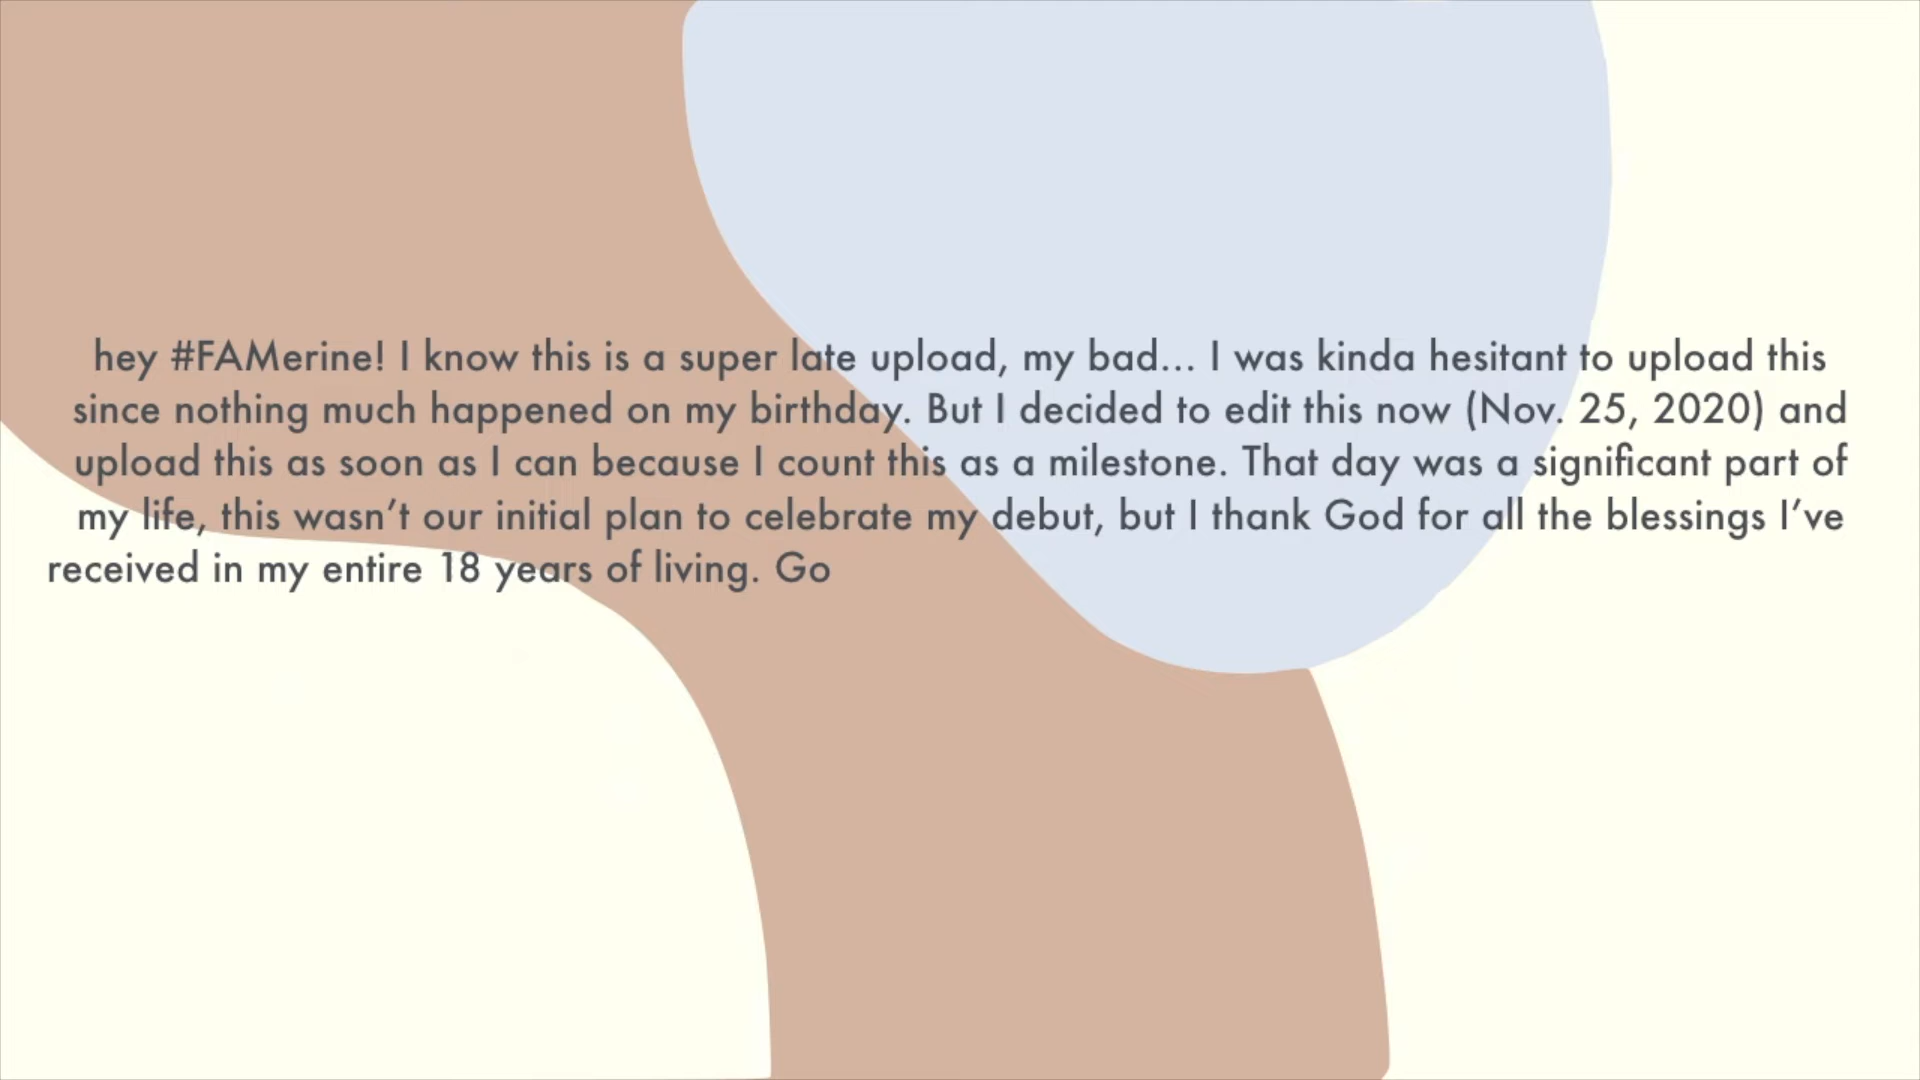 hey #FAMerine! I know this is a super late upload, my bad... I was kinda hesitant to upload this
since nothing much happened on my birthday. But I decided to edit this now (Nov. 25, 2020) and
upload this as soon as I can because I count this as a milestone. That day was a significant part of
my life, this wasn’t our initial plan to celebrate my debut, but I thank God for all the blessings I’ve
received in my entire 18 years of living. Go